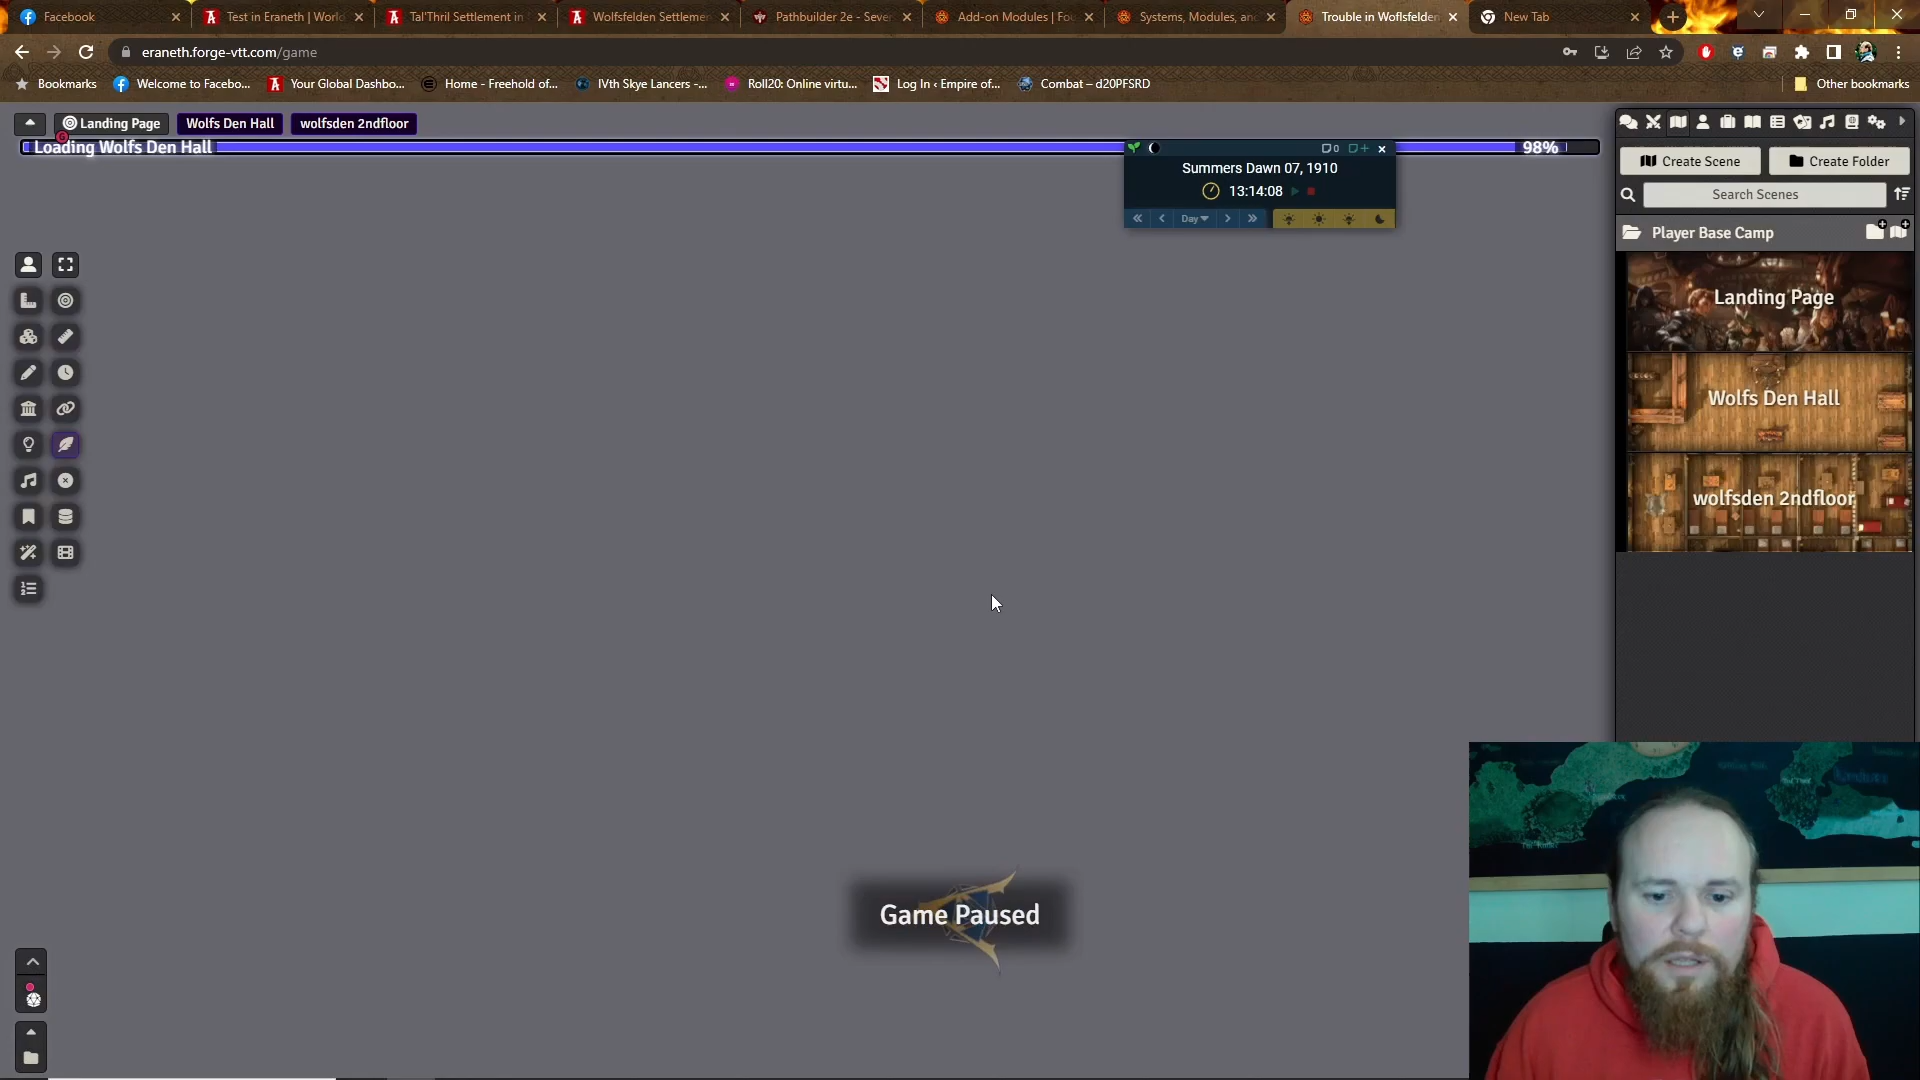 Facebook
Test in Eraneth | World
Tal'Thril Settlement in
Wolfsfelden Settlemen
Pathbuilder 2e - Seve
Add-on Modules | Fou
Systems, Modules, an
Trouble in Woflsfelden
New Tab
eraneth.forge-vtt.com/game
Bookmarks
Welcome to Facebo...
Your Global Dashbo...
Home - Freehold of...
IVth Skye Lancers -...
Roll20: Online virtu...
Log In ‹ Empire of...
Combat – d20PFSRD
Other bookmarks
Landing Page
Wolfs Den Hall
wolfsden 2ndfloor
G
Loading Wolfs Den Hall
98%
0
Summers Dawn 07, 1910
13:14:08
Day
Create Scene
Create Folder
Search Scenes
Player Base Camp
Landing Page
Wolfs Den Hall
wolfsden 2ndfloor
Game Paused